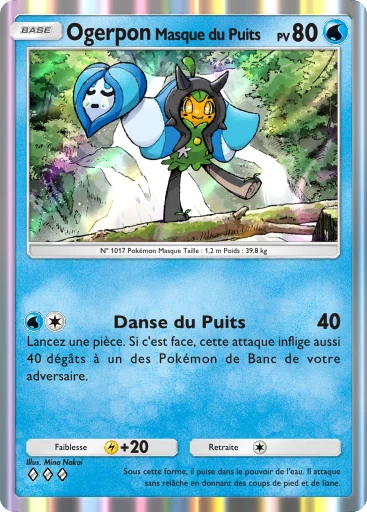 BASE Ogerpon Masque du Puits PV 80
N° 1017 Pokémon Masque Taille : 1,2 m Poids : 39,8 kg
Danse du Puits 40
Lancez une pièce. Si c'est face, cette attaque inflige aussi
40 dégâts à un des Pokémon de Banc de votre
adversaire.
Faiblesse +20 Retraite
Illus. Mina Nakai
Sous cette forme, il puise dans le pouvoir de l'eau. Il attaque
sans relâche en donnant des coups de pied et de liane.